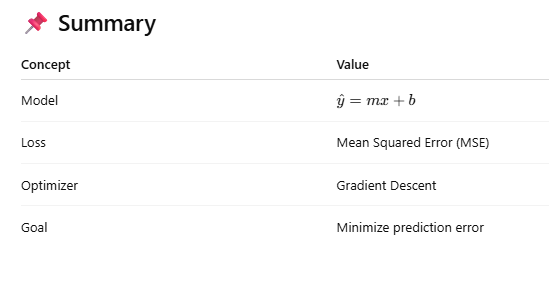 📌 Summary
Concept Value
Model ŷ = mx + b
Loss Mean Squared Error (MSE)
Optimizer Gradient Descent
Goal Minimize prediction error